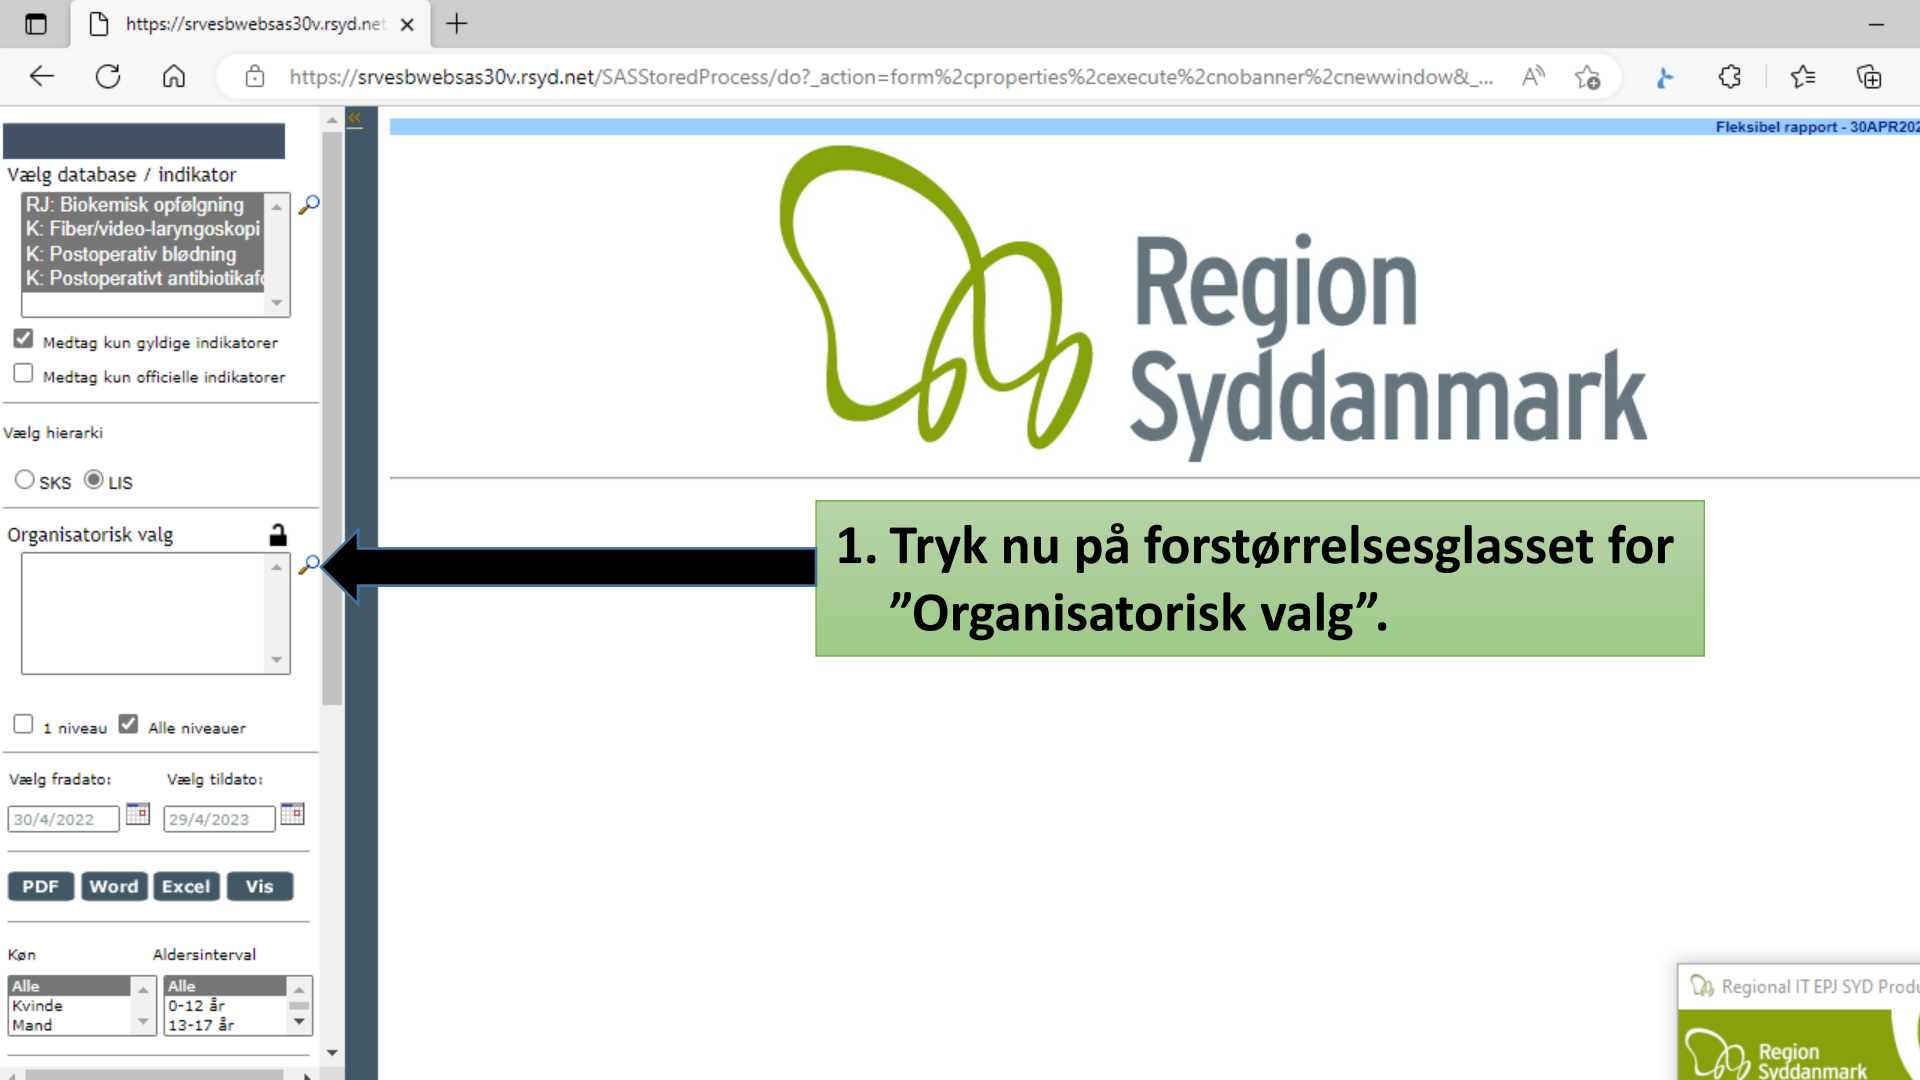 https://srvesbwebsas30v.rsyd.net
https://srvesbwebsas30v.rsyd.net/SASStoredProcess/do?_action=form%2cproperties%2cexecute%2cnobanner%2cnewwindow&_...
Fleksibel rapport - 30APR202
Vælg database / indikator
RJ: Biokemisk opfølgning
K: Fiber/video-laryngoskopi
K: Postoperativ blødning
K: Postoperativt antibiotikafo
Medtag kun gyldige indikatorer
Medtag kun officielle indikatorer
Vælg hierarki
SKS LIS
Organisatorisk valg
1 niveau Alle niveauer
Vælg fradato: Vælg tildato:
30/4/2022 29/4/2023
PDF Word Excel Vis
Køn Aldersinterval
Alle Alle
Kvinde 0-12 år
Mand 13-17 år
Region
Syddanmark
1. Tryk nu på forstørrelsesglasset for
”Organisatorisk valg”.
Regional IT EPJ SYD Produ
Region
Syddanmark